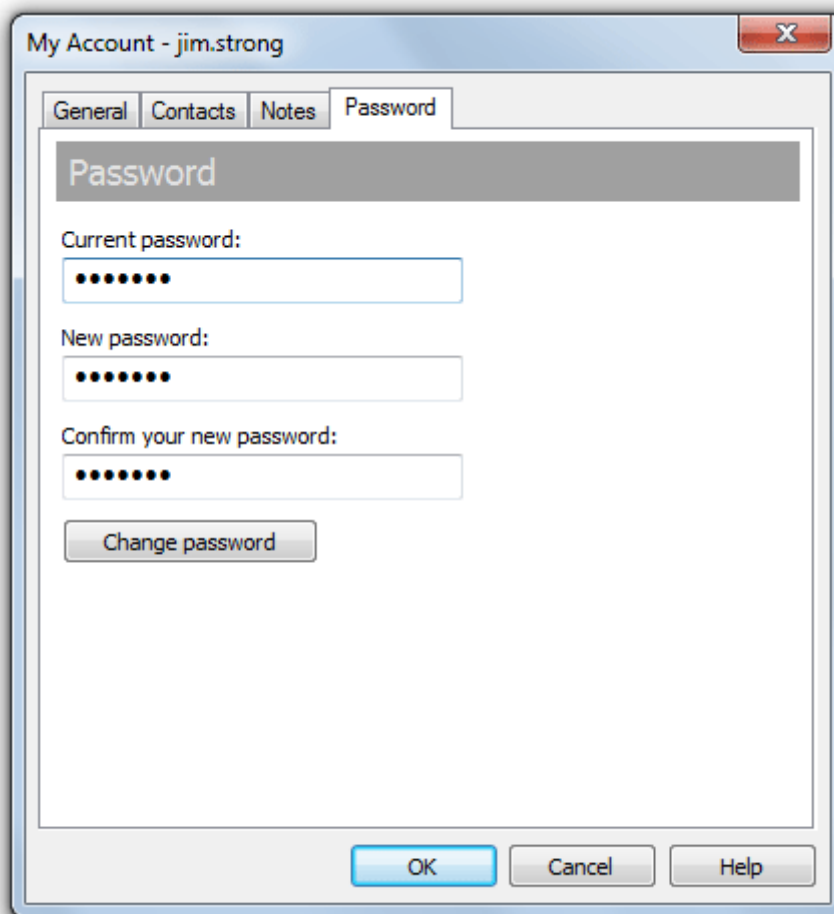 My Account - jim.strong
General Contacts Notes Password
Password
Current password:
•••••••
New password:
•••••••
Confirm your new password:
•••••••
Change password
OK Cancel Help